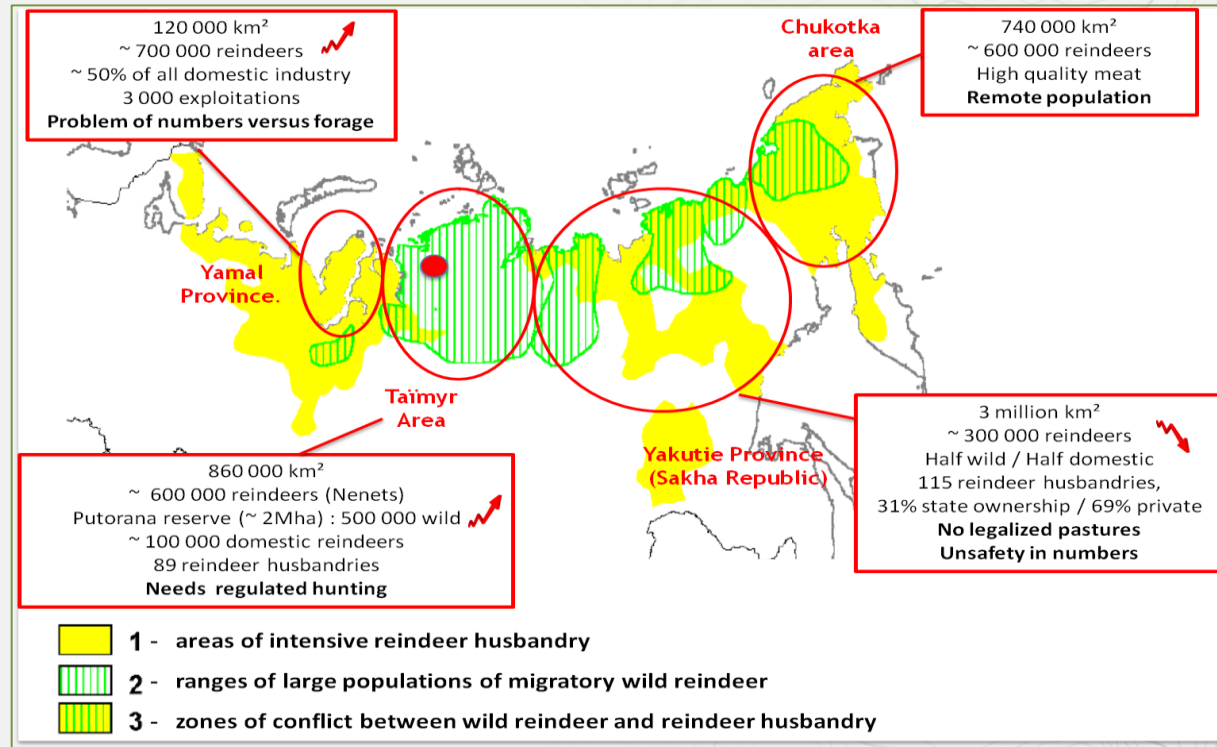 120 000 km²
~ 700 000 reindeers
~ 50% of all domestic industry
3 000 exploitations
Problem of numbers versus forage
Chukotka
area
740 000 km²
~ 600 000 reindeers
High quality meat
Remote population
Yamal
Province.
Taïmyr
Area
Yakutie Province
(Sakha Republic)
860 000 km²
~ 600 000 reindeers (Nenets)
Putorana reserve (~ 2Mha) : 500 000 wild
~ 100 000 domestic reindeers
89 reindeer husbandries
Needs regulated hunting
3 million km²
~ 300 000 reindeers
Half wild / Half domestic
115 reindeer husbandries,
31% state ownership / 69% private
No legalized pastures
Unsafety in numbers
1 - areas of intensive reindeer husbandry
2 - ranges of large populations of migratory wild reindeer
3 - zones of conflict between wild reindeer and reindeer husbandry